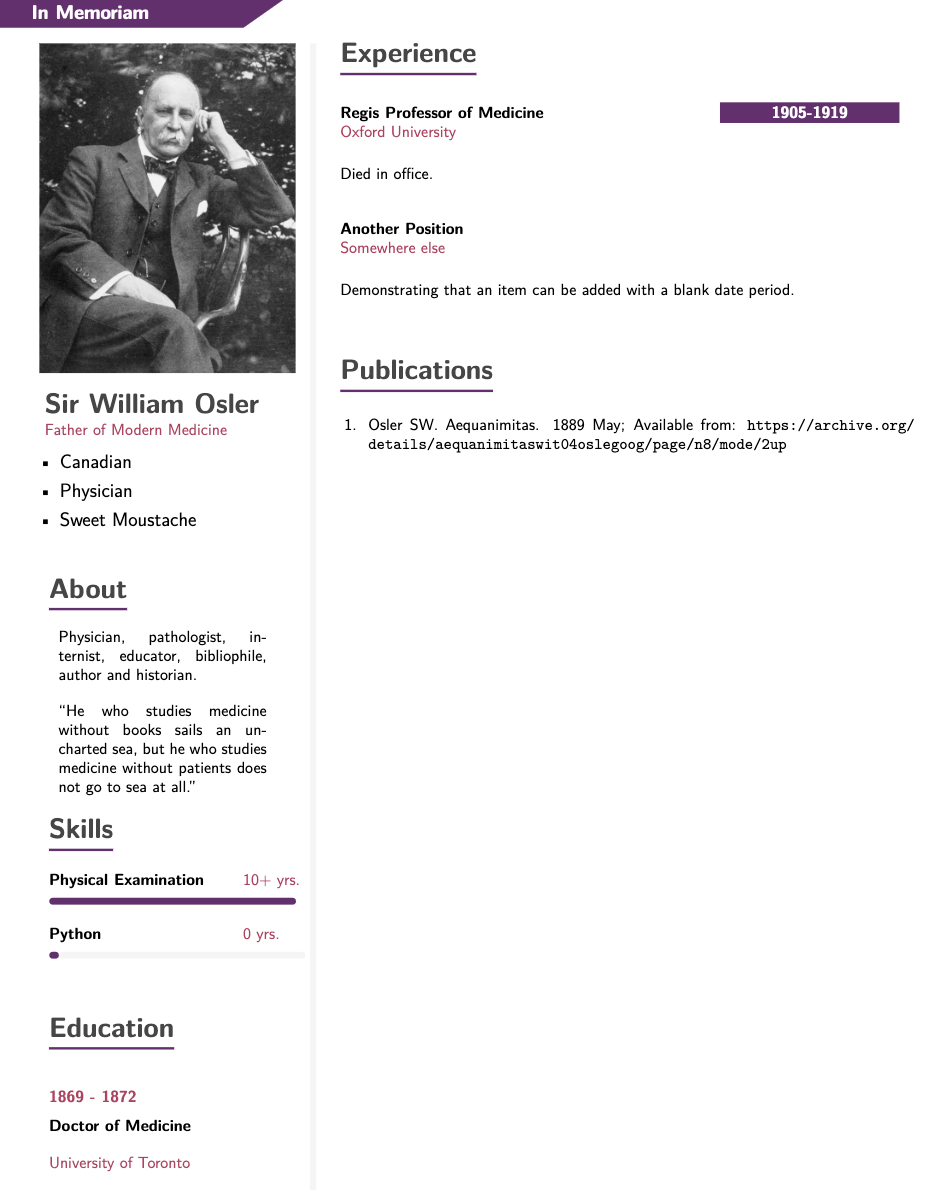 In Memoriam
Sir William Osler
Father of Modern Medicine
▪ Canadian
▪ Physician
▪ Sweet Moustache
About
Physician, pathologist, in-
ternist, educator, bibliophile,
author and historian.
“He who studies medicine
without books sails an un-
charted sea, but he who studies
medicine without patients does
not go to sea at all.”
Skills
Physical Examination 10+ yrs.
Python 0 yrs.
Education
1869 - 1872
Doctor of Medicine
University of Toronto
Experience
Regis Professor of Medicine 1905-1919
Oxford University
Died in office.
Another Position
Somewhere else
Demonstrating that an item can be added with a blank date period.
Publications
1. Osler SW. Aequanimitas. 1889 May; Available from: https://archive.org/
details/aequanimitaswit04oslegoog/page/n8/mode/2up